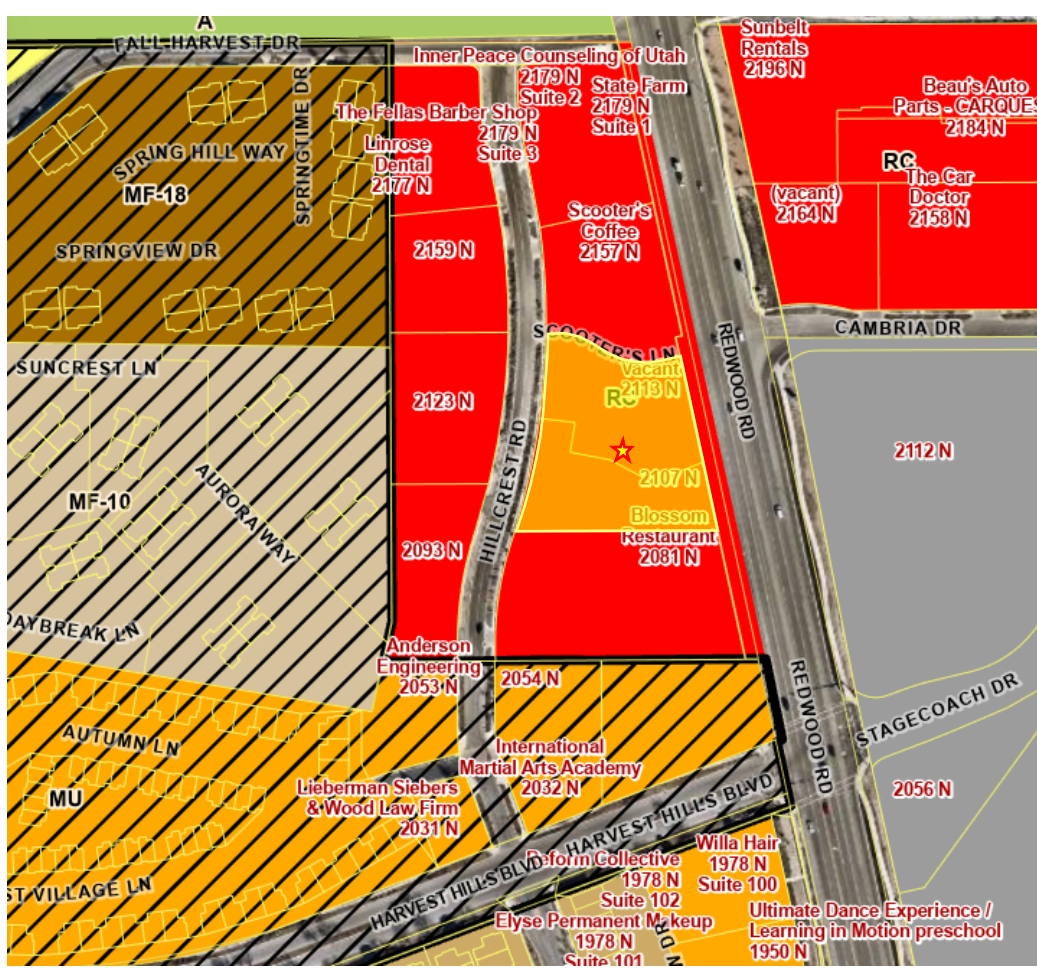 A
FALL HARVEST DR
Inner Peace Counseling of Utah
2179 N
Suite 2
State Farm
2179 N
Suite 1
Sunbelt
Rentals
2196 N
Beau's Auto
Parts - CARQUES
2184 N
The Fellas Barber Shop
2179 N
Suite 3
Linrose
Dental
2177 N
SPRINGTIME DR
SPRING HILL WAY
MF-18
RC
(vacant)
2164 N
The Car
Doctor
2158 N
Scooter's
Coffee
2157 N
2159 N
SPRINGVIEW DR
CAMBRIA DR
SCOOTER'S LN
REDWOOD RD
SUNCREST LN
Vacant
2113 N
RC
2123 N
HILLCREST RD
2112 N
2107 N
MF-10
AURORA WAY
Blossom
Restaurant
2081 N
2093 N
DAYBREAK LN
Anderson
Engineering
2053 N
2054 N
REDWOOD RD
STAGECOACH DR
AUTUMN LN
International
Martial Arts Academy
2032 N
MU
Lieberman Siebers
& Wood Law Firm
2031 N
2056 N
HARVEST HILLS BLVD
HARVEST HILLS BLVD
Willa Hair
1978 N
Suite 100
Reform Collective
1978 N
Suite 102
ST VILLAGE LN
Elyse Permanent Makeup
1978 N
Suite 101
N DR
Ultimate Dance Experience /
Learning in Motion preschool
1950 N